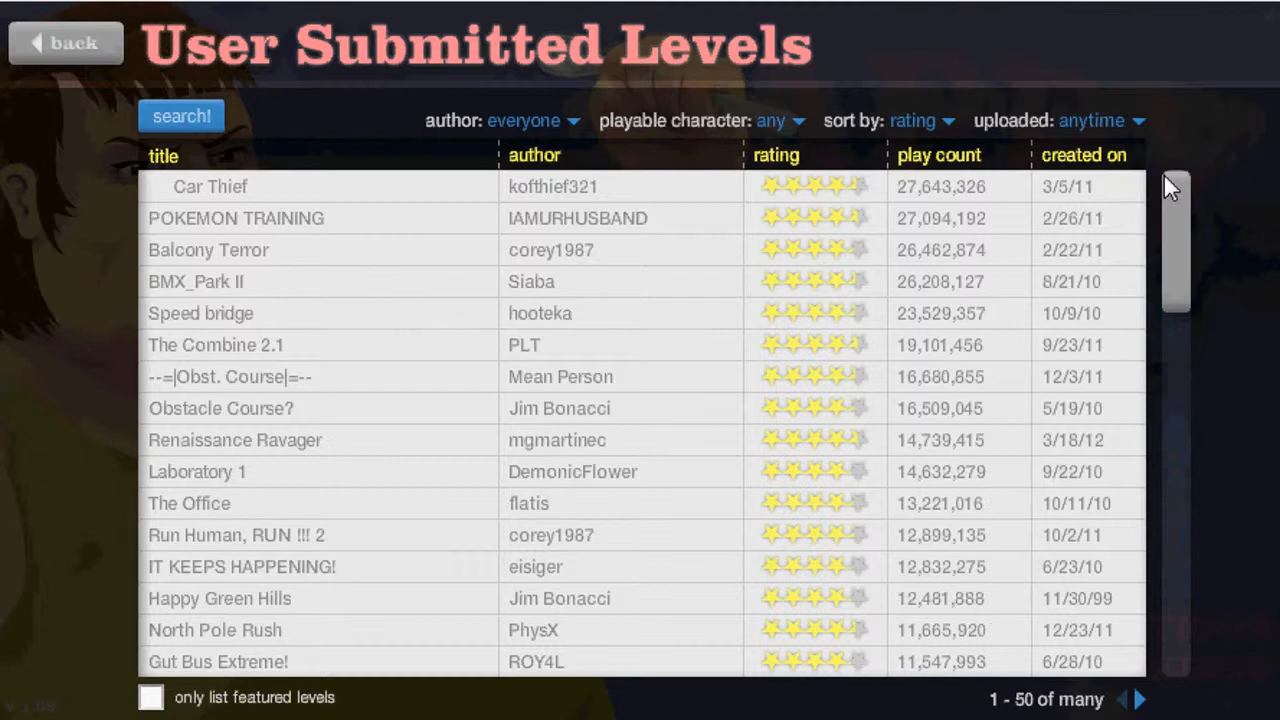 back
User Submitted Levels
search!
author: everyone playable character: any sort by: rating uploaded: anytime
title author rating play count created on
Car Thief kofthief321 27,643,326 3/5/11
POKEMON TRAINING IAMURHUSBAND 27,094,192 2/26/11
Balcony Terror corey1987 26,462,874 2/22/11
BMX_Park II Siaba 26,208,127 8/21/10
Speed bridge hooteka 23,529,357 10/9/10
The Combine 2.1 PLT 19,101,456 9/23/11
--=|Obst. Course|=-- Mean Person 16,680,855 12/3/11
Obstacle Course? Jim Bonacci 16,509,045 5/19/10
Renaissance Ravager mgmartinec 14,739,415 3/18/12
Laboratory 1 DemonicFlower 14,632,279 9/22/10
The Office flatis 13,221,016 10/11/10
Run Human, RUN !!! 2 corey1987 12,899,135 10/2/11
IT KEEPS HAPPENING! eisiger 12,832,275 6/23/10
Happy Green Hills Jim Bonacci 12,481,888 11/30/99
North Pole Rush PhysX 11,665,920 12/23/11
Gut Bus Extreme! ROY4L 11,547,993 6/28/10
only list featured levels
1 - 50 of many